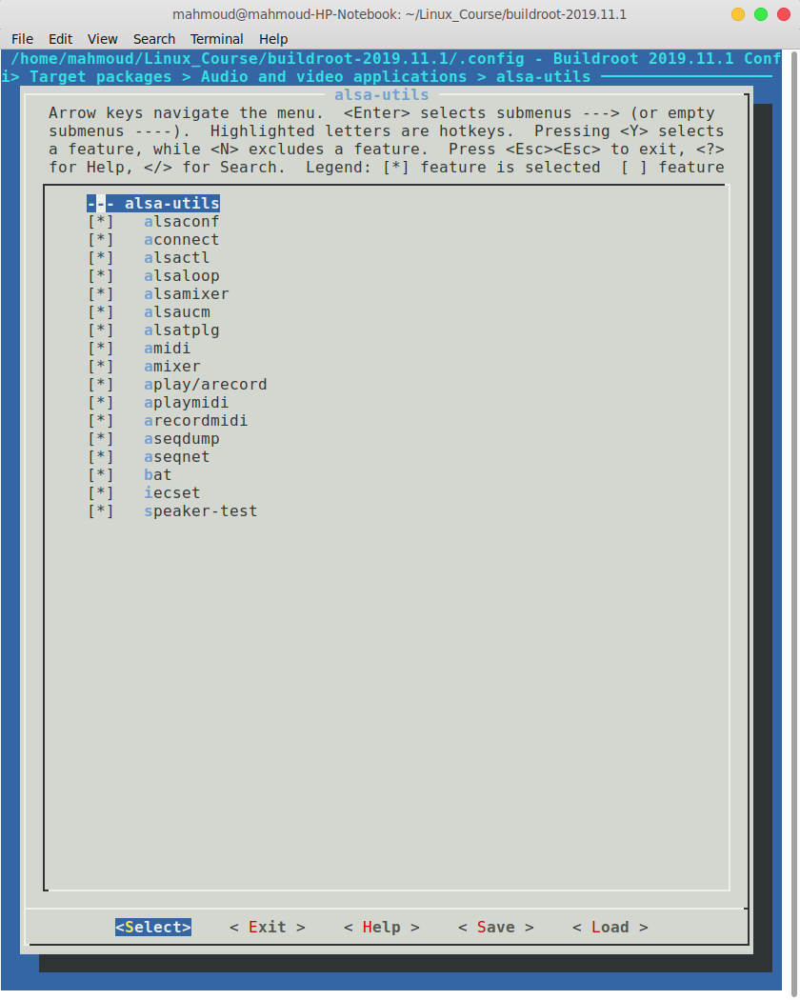 mahmoud@mahmoud-HP-Notebook: ~/Linux_Course/buildroot-2019.11.1
File Edit View Search Terminal Help
/home/mahmoud/Linux_Course/buildroot-2019.11.1/.config - Buildroot 2019.11.1 Conf
i> Target packages > Audio and video applications > alsa-utils
alsa-utils
Arrow keys navigate the menu.  <Enter> selects submenus ---> (or empty
submenus ----).  Highlighted letters are hotkeys.  Pressing <Y> selects
a feature, while <N> excludes a feature.  Press <Esc><Esc> to exit, <?>
for Help, </> for Search.  Legend: [*] feature is selected  [ ] feature
--- alsa-utils
[*]   alsaconf
[*]   aconnect
[*]   alsactl
[*]   alsaloop
[*]   alsamixer
[*]   alsaucm
[*]   alsatplg
[*]   amidi
[*]   amixer
[*]   aplay/arecord
[*]   aplaymidi
[*]   arecordmidi
[*]   aseqdump
[*]   aseqnet
[*]   bat
[*]   iecset
[*]   speaker-test
<Select>    < Exit >    < Help >    < Save >    < Load >